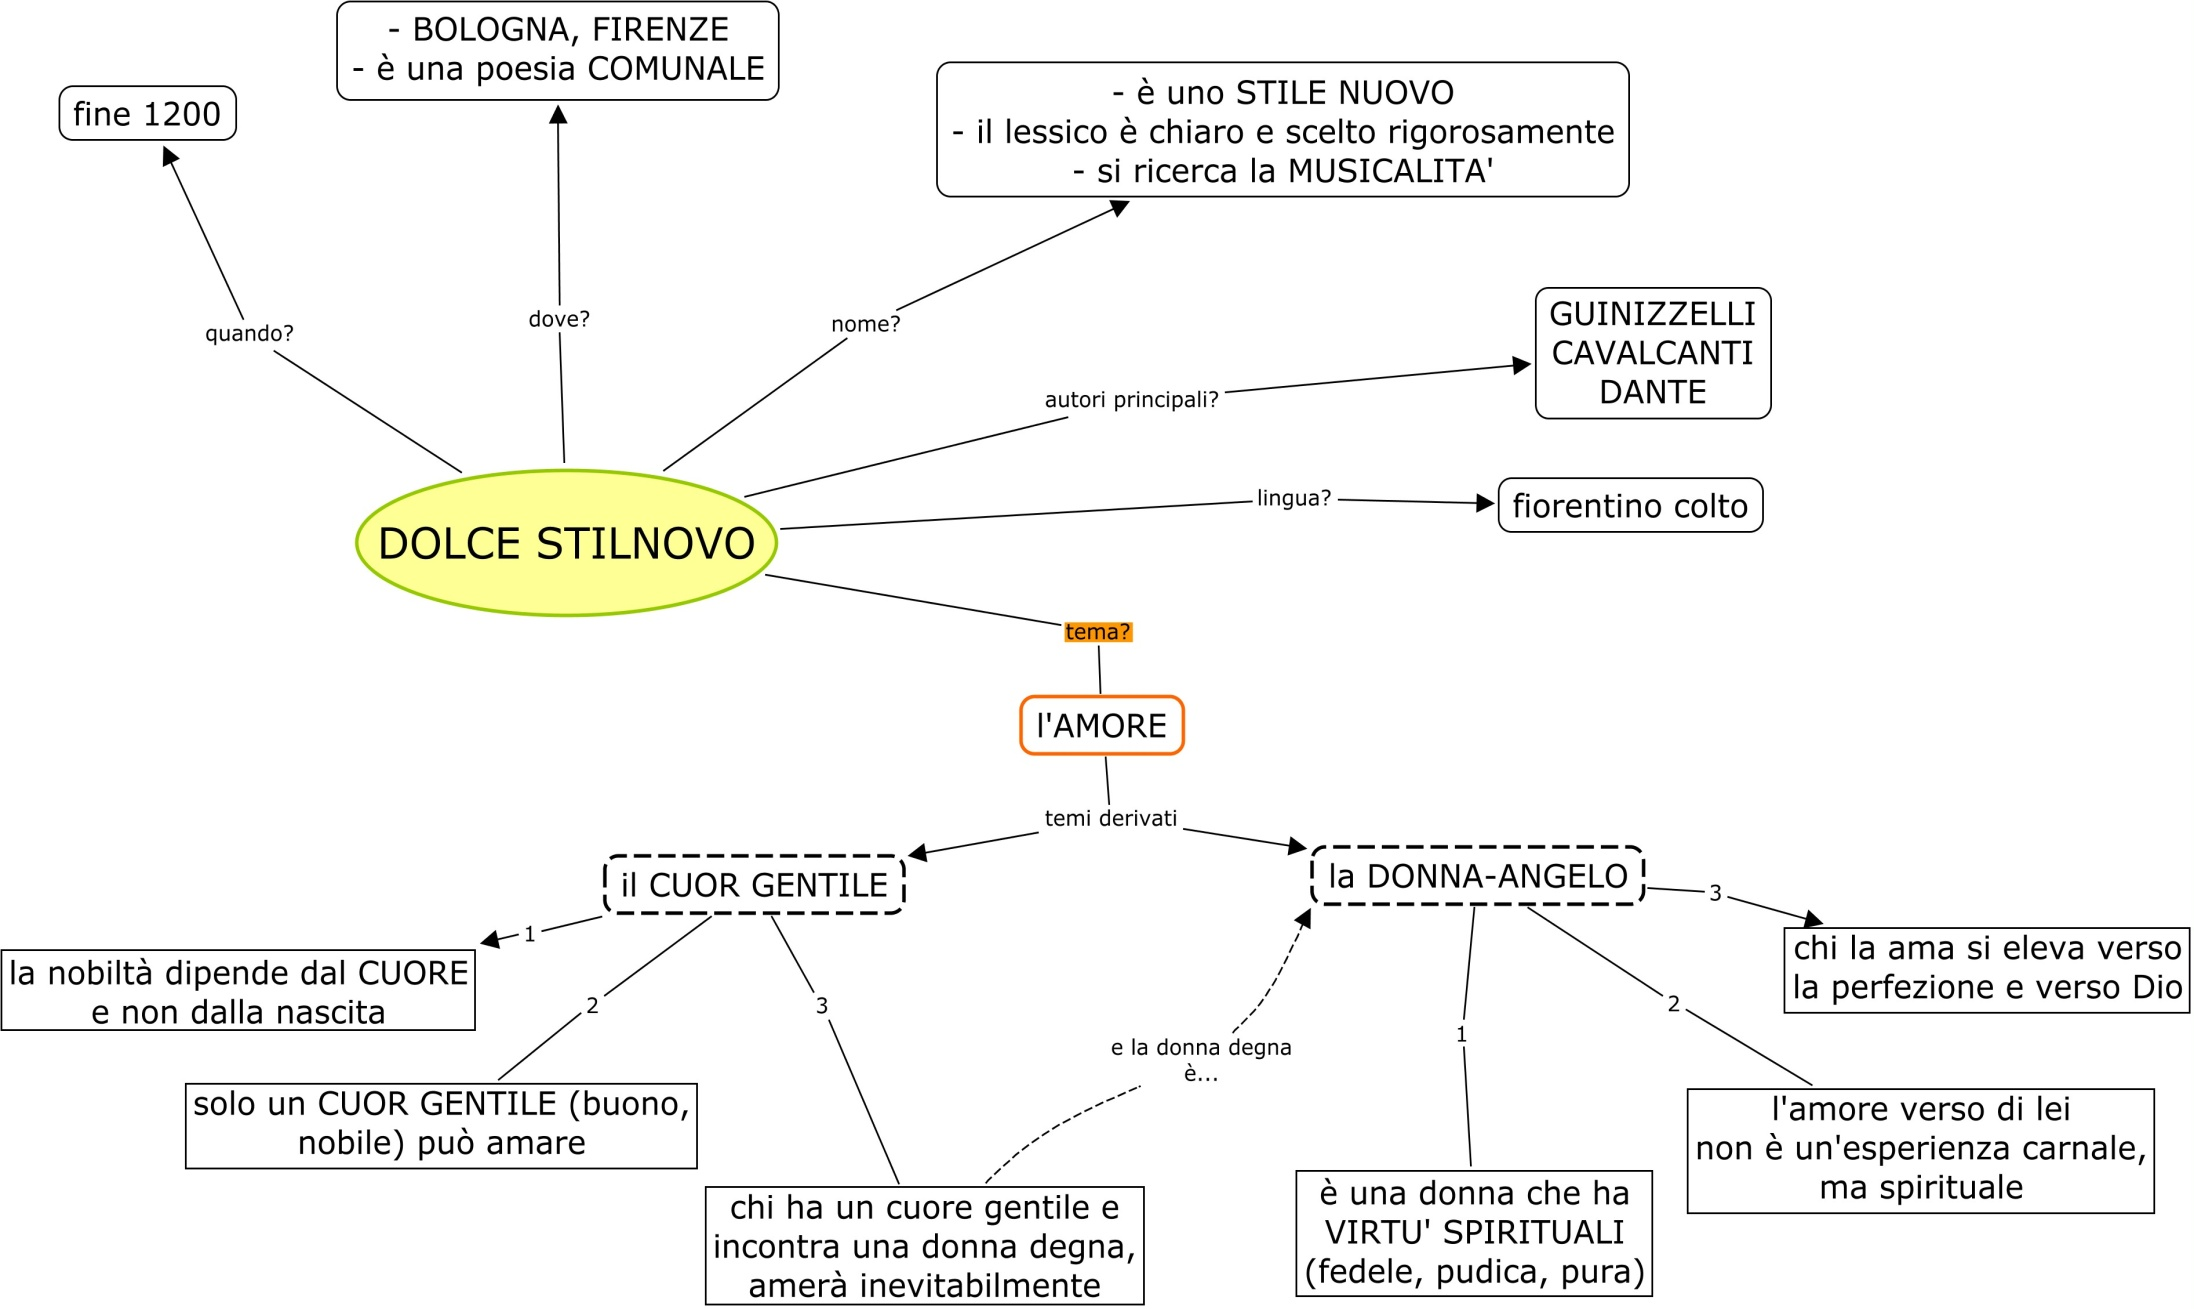 - BOLOGNA, FIRENZE
- è una poesia COMUNALE
fine 1200
- è uno STILE NUOVO
- il lessico è chiaro e scelto rigorosamente
- si ricerca la MUSICALITA'
quando?
dove?
nome?
GUINIZZELLI
CAVALCANTI
DANTE
autori principali?
lingua?
fiorentino colto
DOLCE STILNOVO
tema?
l'AMORE
temi derivati
il CUOR GENTILE
la DONNA-ANGELO
1
la nobiltà dipende dal CUORE
e non dalla nascita
2
solo un CUOR GENTILE (buono,
nobile) può amare
3
chi ha un cuore gentile e
incontra una donna degna,
amerà inevitabilmente
e la donna degna
è...
1
è una donna che ha
VIRTU' SPIRITUALI
(fedele, pudica, pura)
2
l'amore verso di lei
non è un'esperienza carnale,
ma spirituale
3
chi la ama si eleva verso
la perfezione e verso Dio